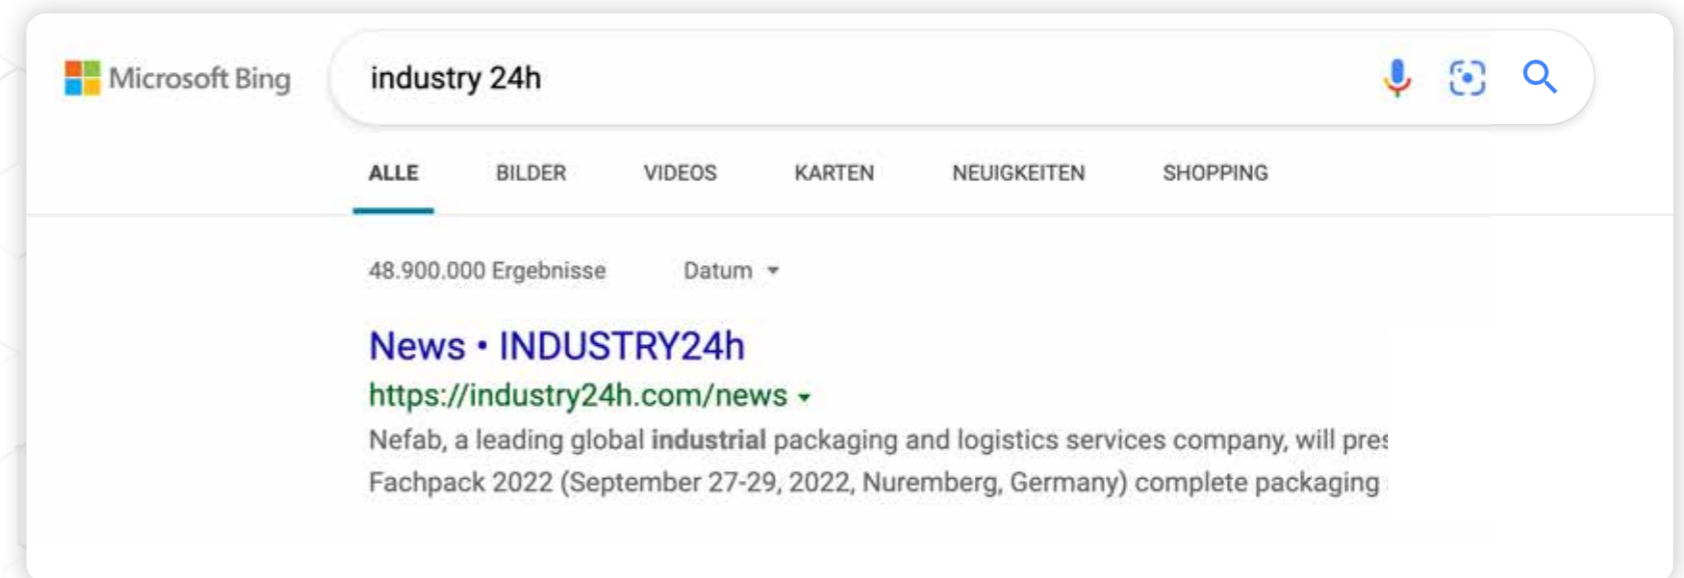 Microsoft Bing
industry 24h
ALLE BILDER VIDEOS KARTEN NEUIGKEITEN SHOPPING
48.900.000 Ergebnisse Datum
News • INDUSTRY24h
https://industry24h.com/news
Nefab, a leading global industrial packaging and logistics services company, will pres
Fachpack 2022 (September 27-29, 2022, Nuremberg, Germany) complete packaging